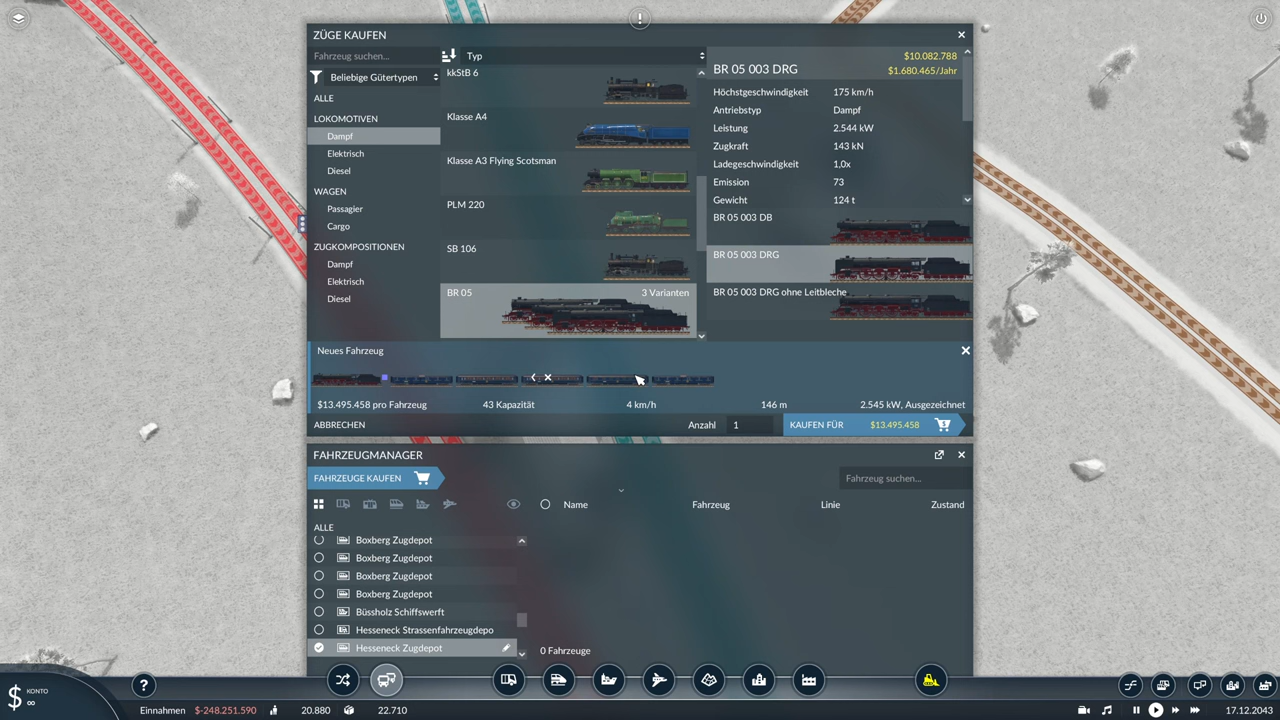 ZÜGE KAUFEN
Fahrzeug suchen...
Typ
Beliebige Gütertypen
ALLE
LOKOMOTIVEN
Dampf
Elektrisch
Diesel
WAGEN
Passagier
Cargo
ZUGKOMPOSITIONEN
Dampf
Elektrisch
Diesel
kkStB 6
Klasse A4
Klasse A3 Flying Scotsman
PLM 220
SB 106
BR 05 3 Varianten
$10.082.788
BR 05 003 DRG $1.680.465/Jahr
Höchstgeschwindigkeit 175 km/h
Antriebstyp Dampf
Leistung 2.544 kW
Zugkraft 143 kN
Ladegeschwindigkeit 1,0x
Emission 73
Gewicht 124 t
BR 05 003 DB
BR 05 003 DRG
BR 05 003 DRG ohne Leitbleche
Neues Fahrzeug
$13.495.458 pro Fahrzeug 43 Kapazität 4 km/h 146 m 2.545 kW, Ausgezeichnet
ABBRECHEN Anzahl 1 KAUFEN FÜR $13.495.458
FAHRZEUGMANAGER
FAHRZEUGE KAUFEN Fahrzeug suchen...
Name Fahrzeug Linie Zustand
ALLE
Boxberg Zugdepot
Boxberg Zugdepot
Boxberg Zugdepot
Boxberg Zugdepot
Büssholz Schiffswerft
Hesseneck Strassenfahrzeugdepo
Hesseneck Zugdepot
0 Fahrzeuge
$ KONTO ∞
?
Einnahmen $-248.251.590 20.880 22.710 17.12.2043